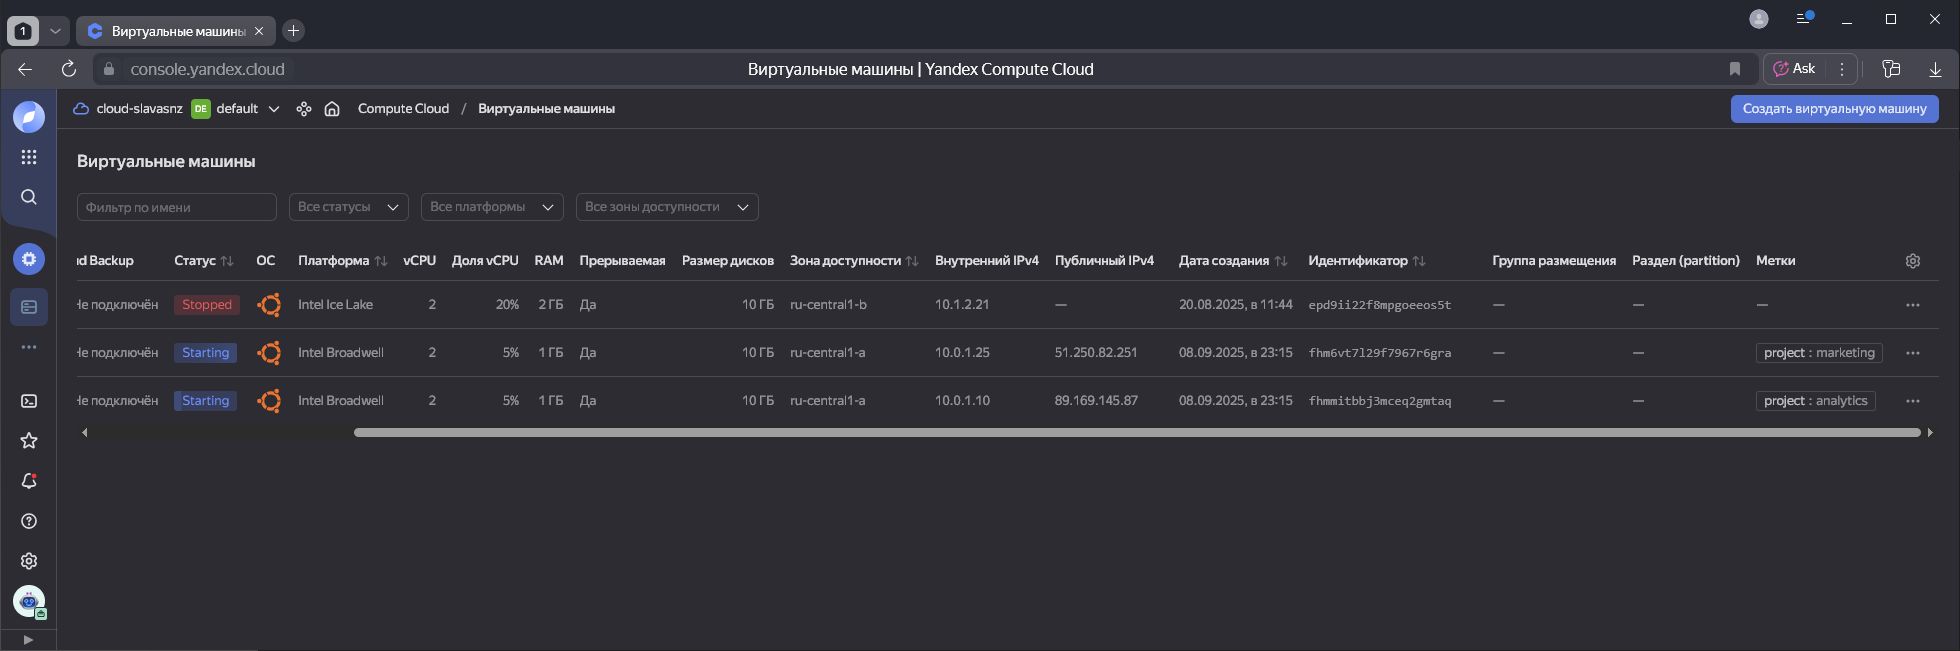 1 Виртуальные машины
console.yandex.cloud Виртуальные машины | Yandex Compute Cloud Ask
cloud-slavasnz DE default Compute Cloud / Виртуальные машины Создать виртуальную машину
Виртуальные машины
Фильтр по имени Все статусы Все платформы Все зоны доступности
d Backup Статус ОС Платформа vCPU Доля vCPU RAM Прерываемая Размер дисков Зона доступности Внутренний IPv4 Публичный IPv4 Дата создания Идентификатор Группа размещения Раздел (partition) Метки
Не подключён Stopped Intel Ice Lake 2 20% 2 ГБ Да 10 ГБ ru-central1-b 10.1.2.21 — 20.08.2025, в 11:44 epd9ii22f8mpgoeeos5t — — —
Не подключён Starting Intel Broadwell 2 5% 1 ГБ Да 10 ГБ ru-central1-a 10.0.1.25 51.250.82.251 08.09.2025, в 23:15 fhm6vt7l29f7967r6gra — — project : marketing
Не подключён Starting Intel Broadwell 2 5% 1 ГБ Да 10 ГБ ru-central1-a 10.0.1.10 89.169.145.87 08.09.2025, в 23:15 fhmmitbbj3mceq2gmtaq — — project : analytics